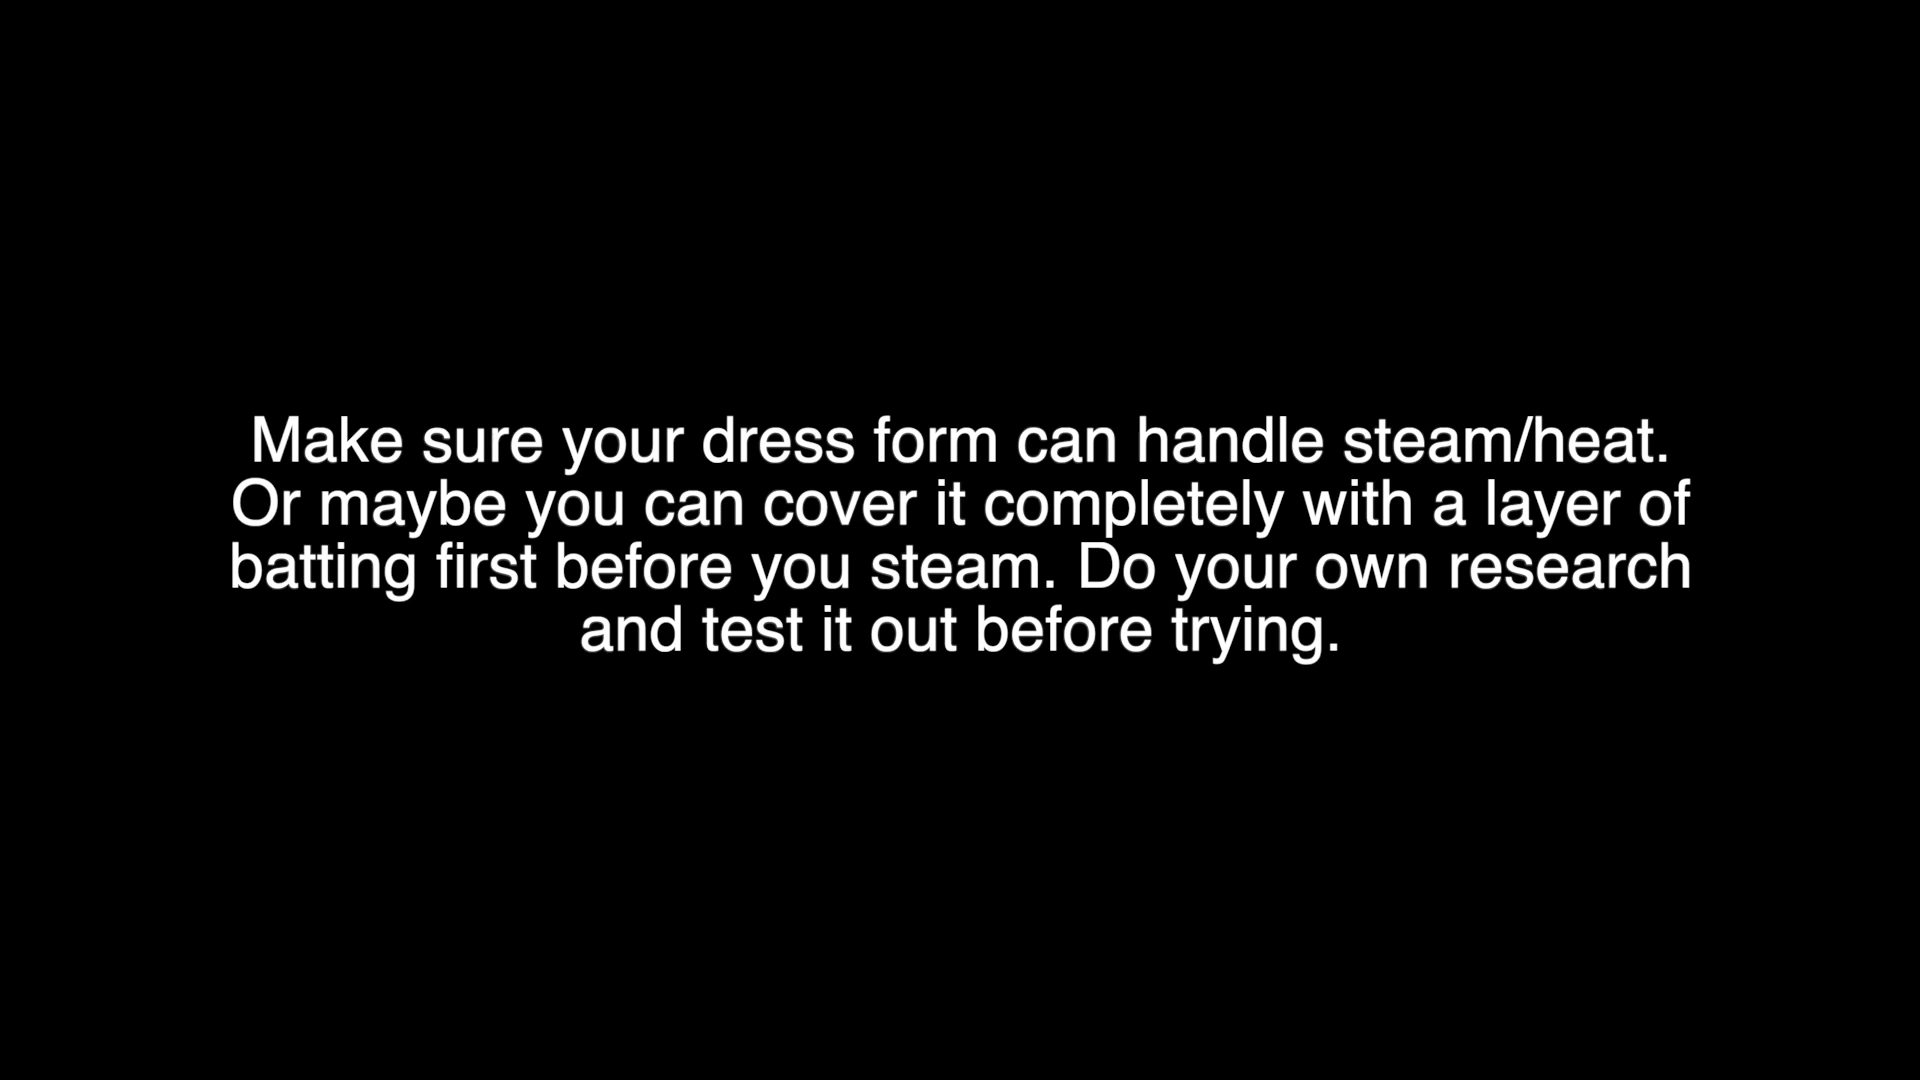 Make sure your dress form can handle steam/heat.
Or maybe you can cover it completely with a layer of
batting first before you steam. Do your own research
and test it out before trying.